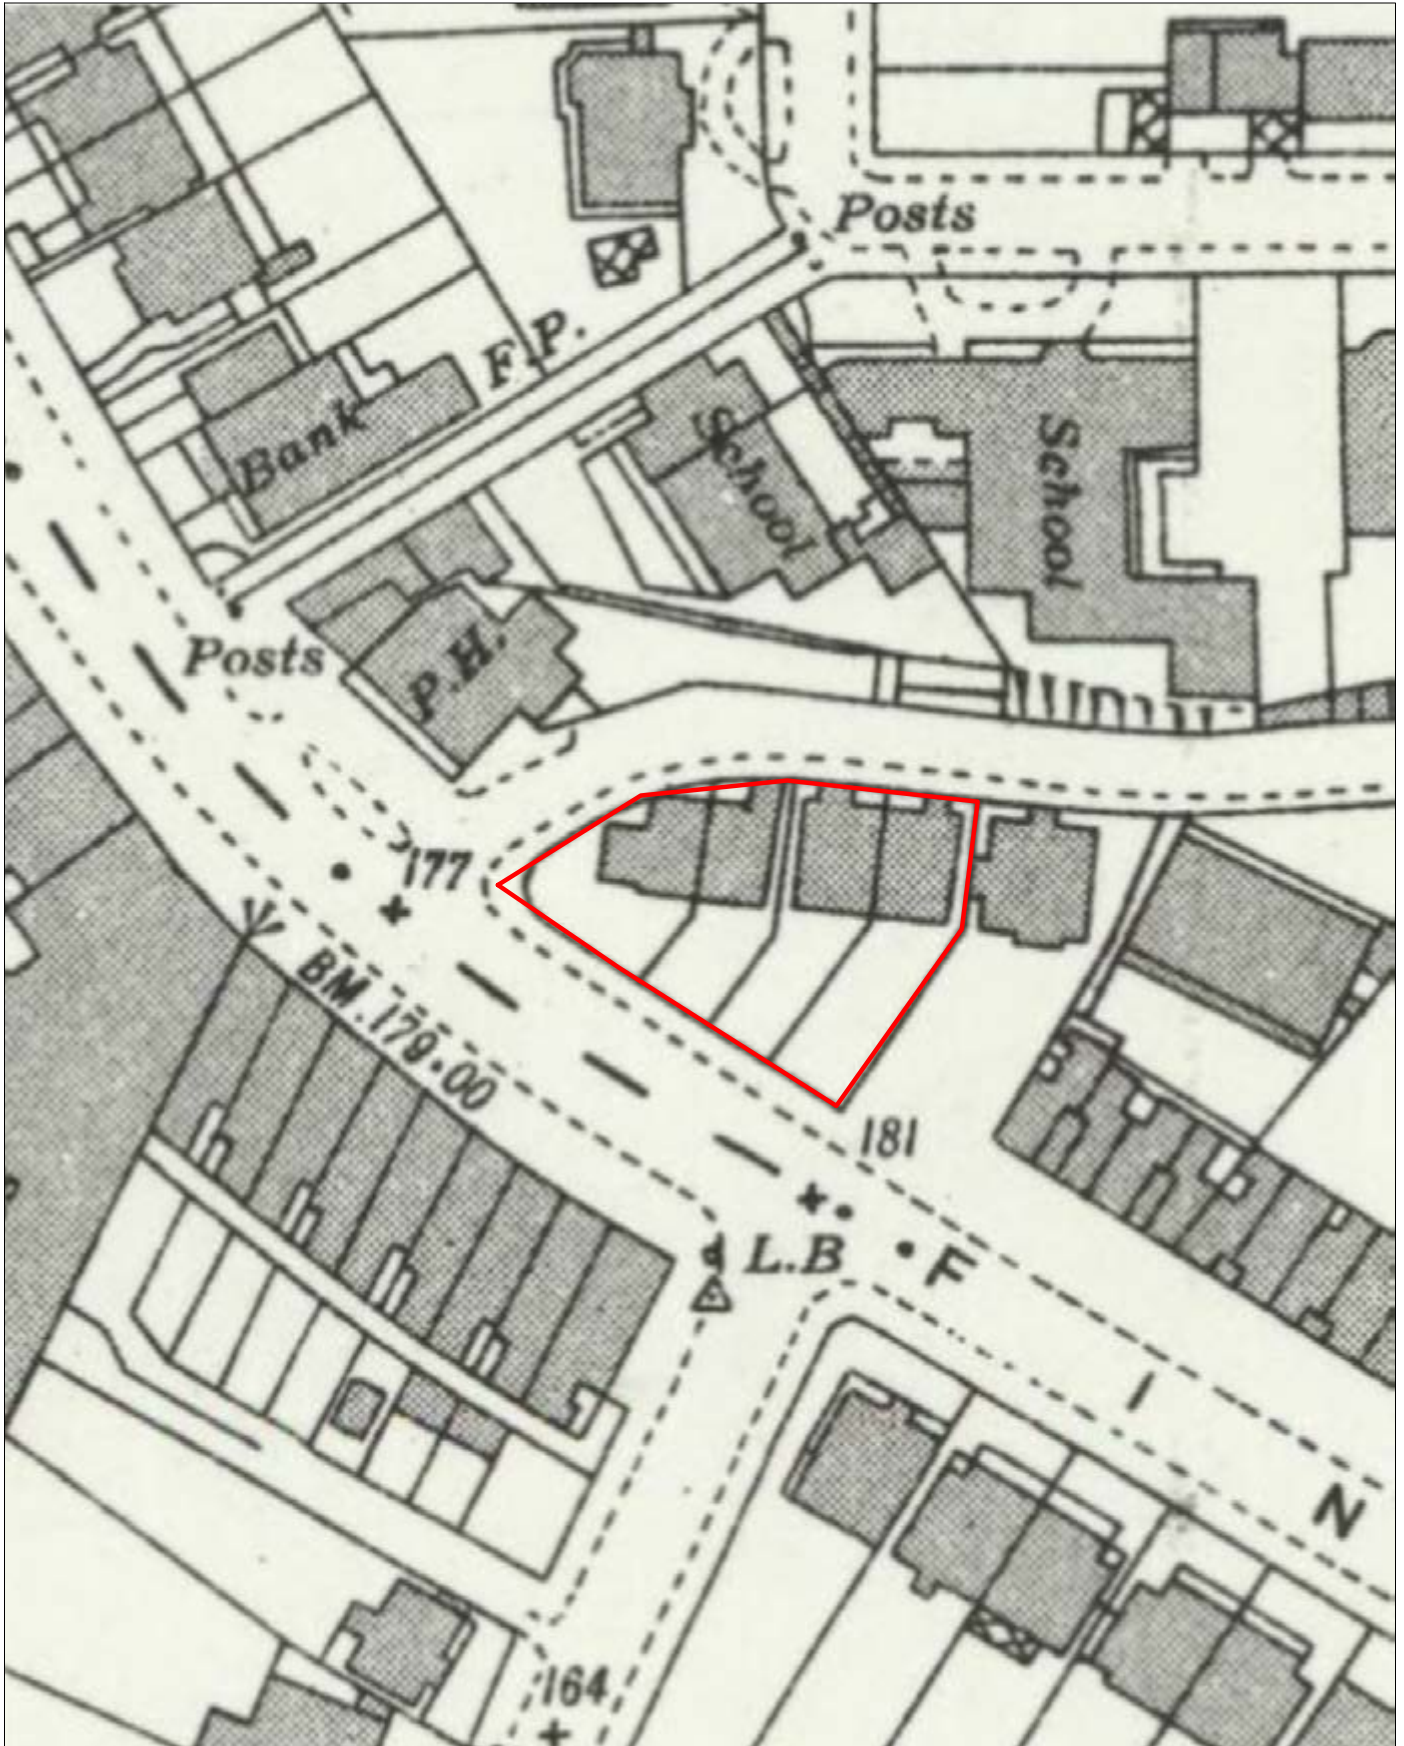 Posts
F.P.
Bank
School
School
Posts
P.H.
177
BM.179.00
181
L.B
F
I
N
164